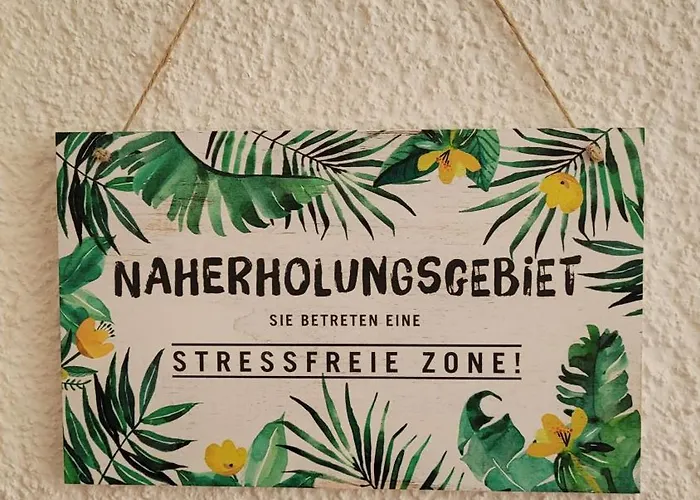 NAHERHOLUNGSGEBiET
SIE BETRETEN EINE
STRESSFREIE ZONE!